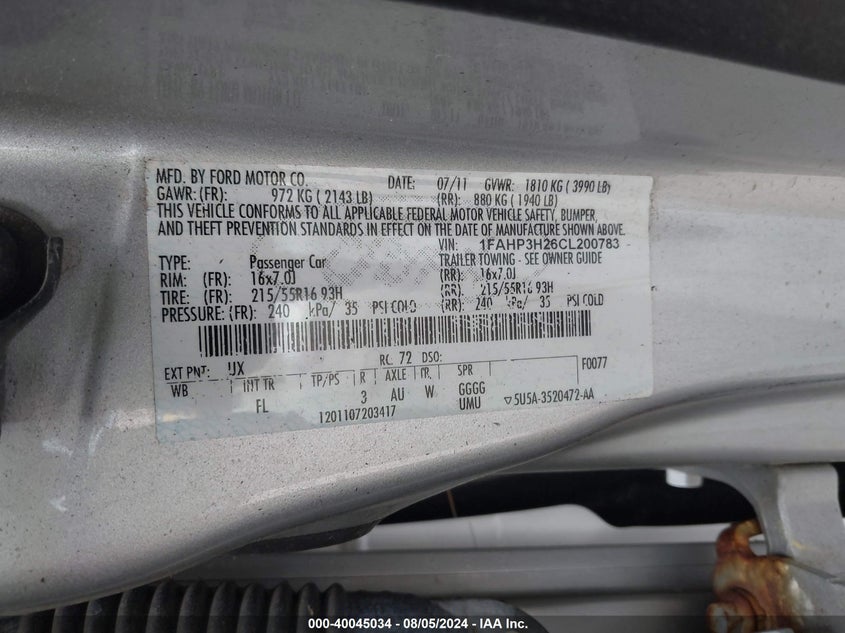 MFD. BY FORD MOTOR CO. DATE: 07/11 GVWR: 1810 KG ( 3990 LB)
GAWR: (FR): 972 KG ( 2143 LB) (RR): 880 KG ( 1940 LB)
THIS VEHICLE CONFORMS TO ALL APPLICABLE FEDERAL MOTOR VEHICLE SAFETY, BUMPER,
AND THEFT PREVENTION STANDARDS IN EFFECT ON THE DATE OF MANUFACTURE SHOWN ABOVE.
VIN: 1FAHP3H26CL200783
TYPE: Passenger Car TRAILER TOWING - SEE OWNER GUIDE
RIM: (FR): 16x7.0J (RR): 16x7.0J
TIRE: (FR): 215/55R16 93H (RR): 215/55R16 93H
PRESSURE: (FR): 240 kPa/ 35 PSI COLD (RR): 240 kPa/ 35 PSI COLD
EXT PNT: UX RC: 72 DSO: F0077
WB INT TR TP/PS R AXLE TR SPR
FL 3 AU W GGGG
UMU
1201107203417 ▽5U5A-3520472-AA
000-40045034 - 08/05/2024 - IAA Inc.